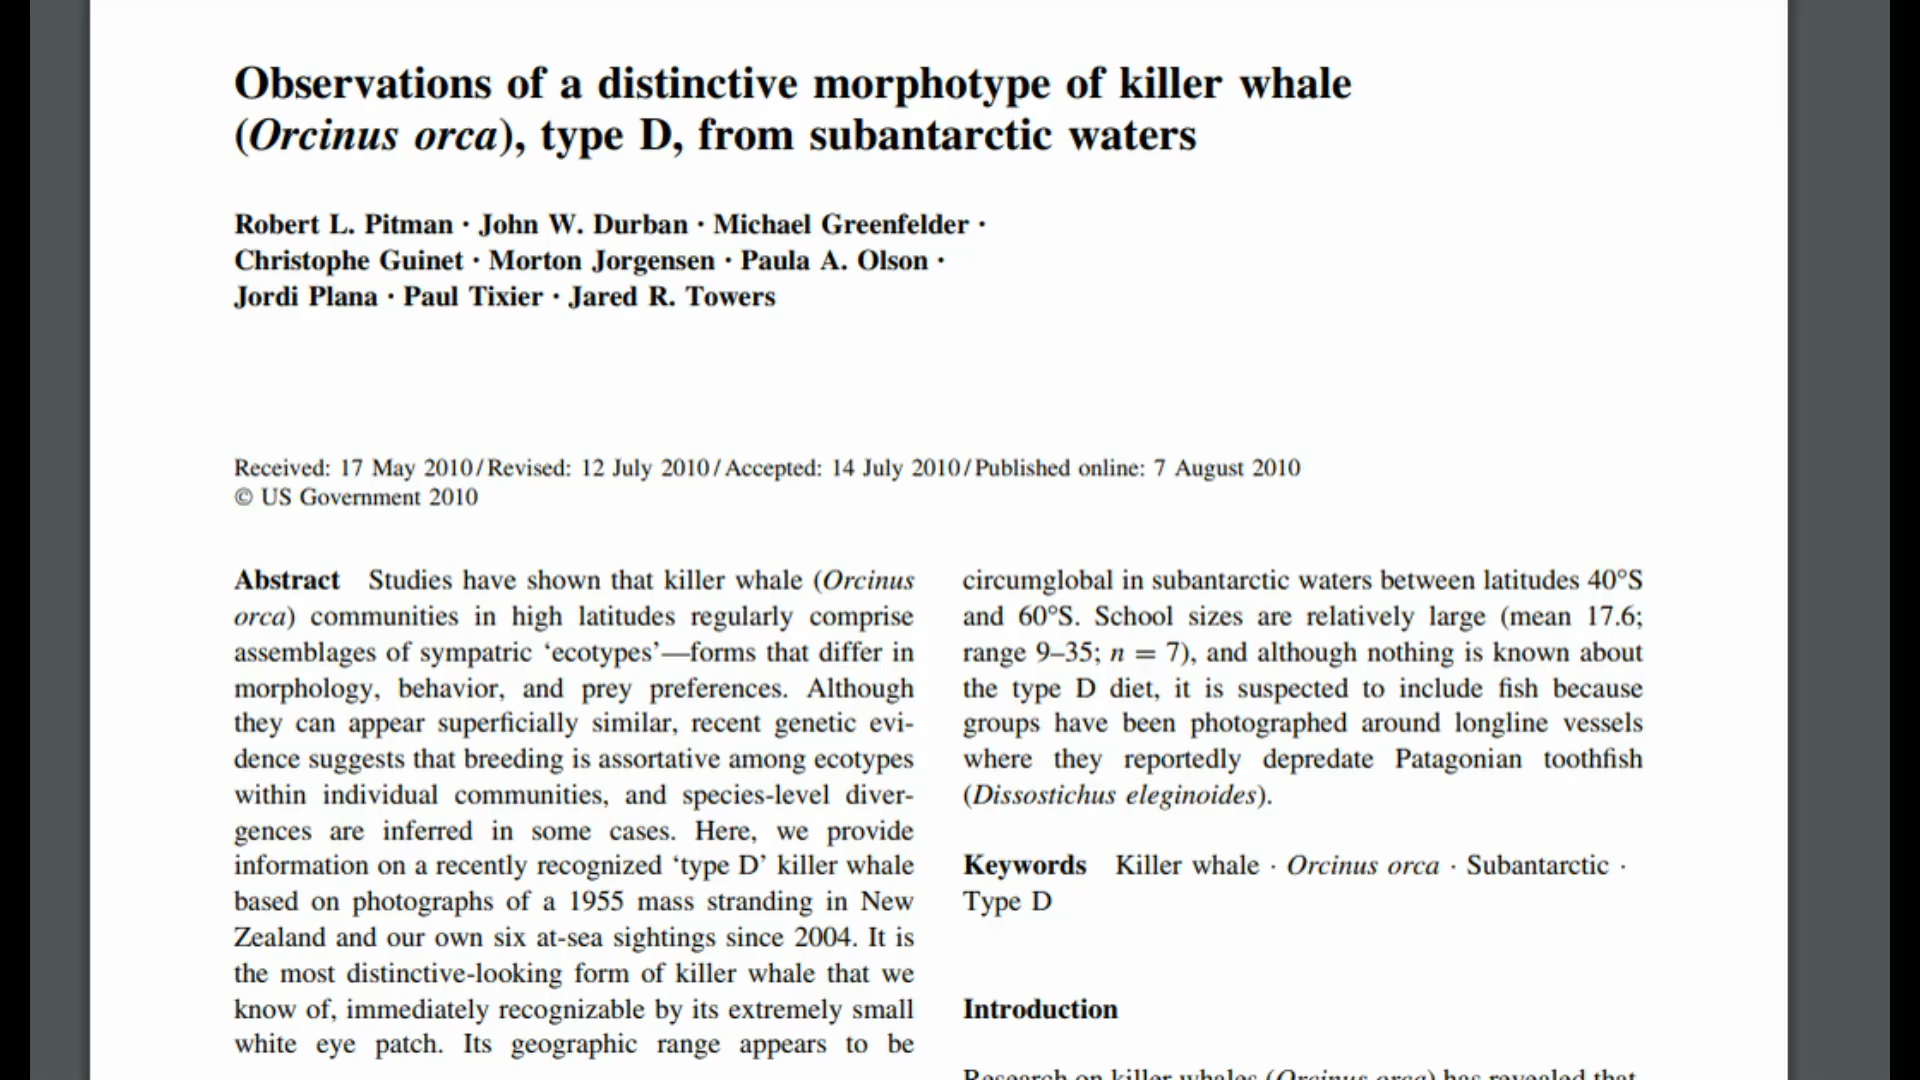 Observations of a distinctive morphotype of killer whale
(Orcinus orca), type D, from subantarctic waters
Robert L. Pitman · John W. Durban · Michael Greenfelder ·
Christophe Guinet · Morton Jorgensen · Paula A. Olson ·
Jordi Plana · Paul Tixier · Jared R. Towers
Received: 17 May 2010 / Revised: 12 July 2010 / Accepted: 14 July 2010 / Published online: 7 August 2010
© US Government 2010
Abstract Studies have shown that killer whale (Orcinus
orca) communities in high latitudes regularly comprise
assemblages of sympatric ‘ecotypes’—forms that differ in
morphology, behavior, and prey preferences. Although
they can appear superficially similar, recent genetic evi-
dence suggests that breeding is assortative among ecotypes
within individual communities, and species-level diver-
gences are inferred in some cases. Here, we provide
information on a recently recognized ‘type D’ killer whale
based on photographs of a 1955 mass stranding in New
Zealand and our own six at-sea sightings since 2004. It is
the most distinctive-looking form of killer whale that we
know of, immediately recognizable by its extremely small
white eye patch. Its geographic range appears to be
circumglobal in subantarctic waters between latitudes 40°S
and 60°S. School sizes are relatively large (mean 17.6;
range 9–35; n = 7), and although nothing is known about
the type D diet, it is suspected to include fish because
groups have been photographed around longline vessels
where they reportedly depredate Patagonian toothfish
(Dissostichus eleginoides).
Keywords Killer whale · Orcinus orca · Subantarctic ·
Type D
Introduction
Research on killer whales (Orcinus orca) has revealed that